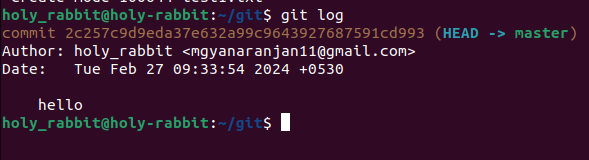 holy_rabbit@holy-rabbit:~/git$ git log
commit 2c257c9d9eda37e632a99c9643927687591cd993 (HEAD -> master)
Author: holy_rabbit <mgyanaranjan11@gmail.com>
Date:   Tue Feb 27 09:33:54 2024 +0530
hello
holy_rabbit@holy-rabbit:~/git$